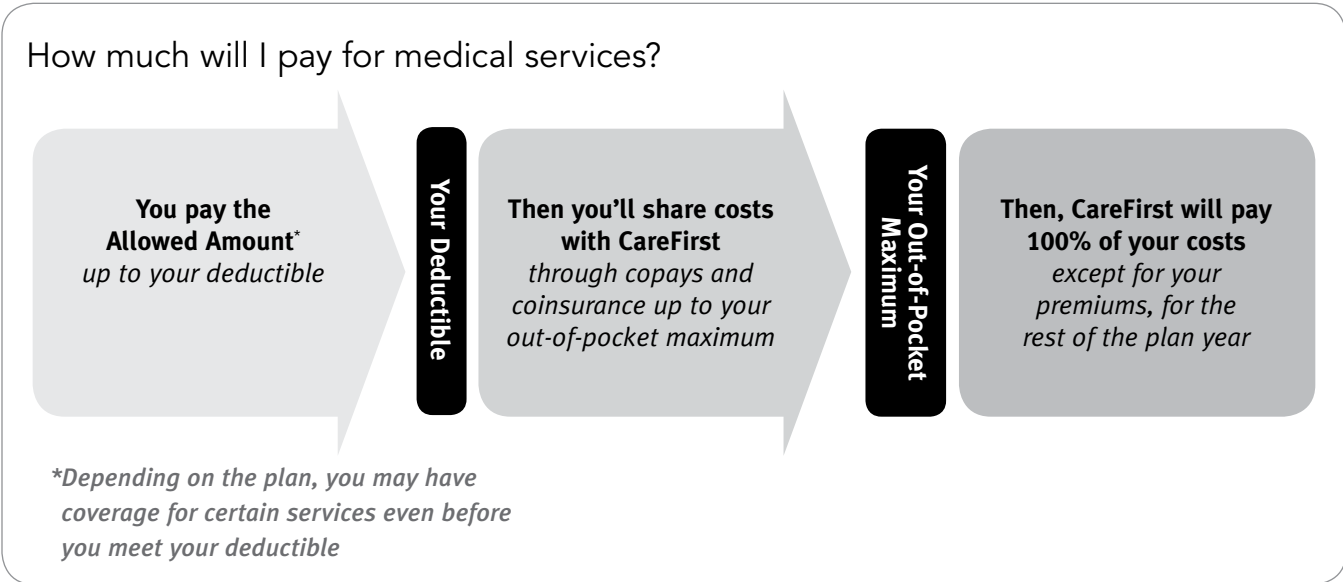 How much will I pay for medical services?
You pay the
Allowed Amount*
up to your deductible
Your Deductible
Then you’ll share costs
with CareFirst
through copays and
coinsurance up to your
out-of-pocket maximum
Your Out-of-Pocket
Maximum
Then, CareFirst will pay
100% of your costs
except for your
premiums, for the
rest of the plan year
*Depending on the plan, you may have
coverage for certain services even before
you meet your deductible